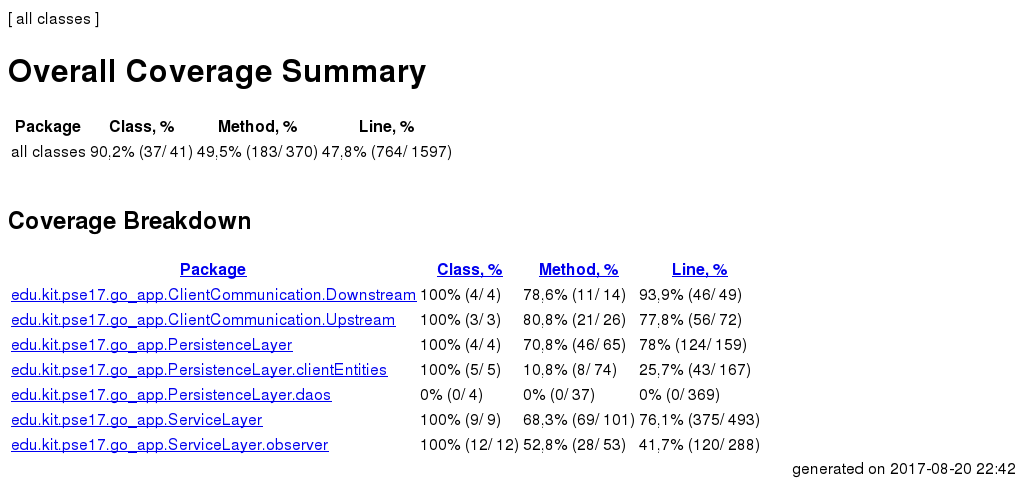 [ all classes ]
Overall Coverage Summary
Package Class, % Method, % Line, %
all classes 90,2% (37/ 41) 49,5% (183/ 370) 47,8% (764/ 1597)
Coverage Breakdown
Package Class, % Method, % Line, %
edu.kit.pse17.go_app.ClientCommunication.Downstream 100% (4/ 4) 78,6% (11/ 14) 93,9% (46/ 49)
edu.kit.pse17.go_app.ClientCommunication.Upstream 100% (3/ 3) 80,8% (21/ 26) 77,8% (56/ 72)
edu.kit.pse17.go_app.PersistenceLayer 100% (4/ 4) 70,8% (46/ 65) 78% (124/ 159)
edu.kit.pse17.go_app.PersistenceLayer.clientEntities 100% (5/ 5) 10,8% (8/ 74) 25,7% (43/ 167)
edu.kit.pse17.go_app.PersistenceLayer.daos 0% (0/ 4) 0% (0/ 37) 0% (0/ 369)
edu.kit.pse17.go_app.ServiceLayer 100% (9/ 9) 68,3% (69/ 101) 76,1% (375/ 493)
edu.kit.pse17.go_app.ServiceLayer.observer 100% (12/ 12) 52,8% (28/ 53) 41,7% (120/ 288)
generated on 2017-08-20 22:42